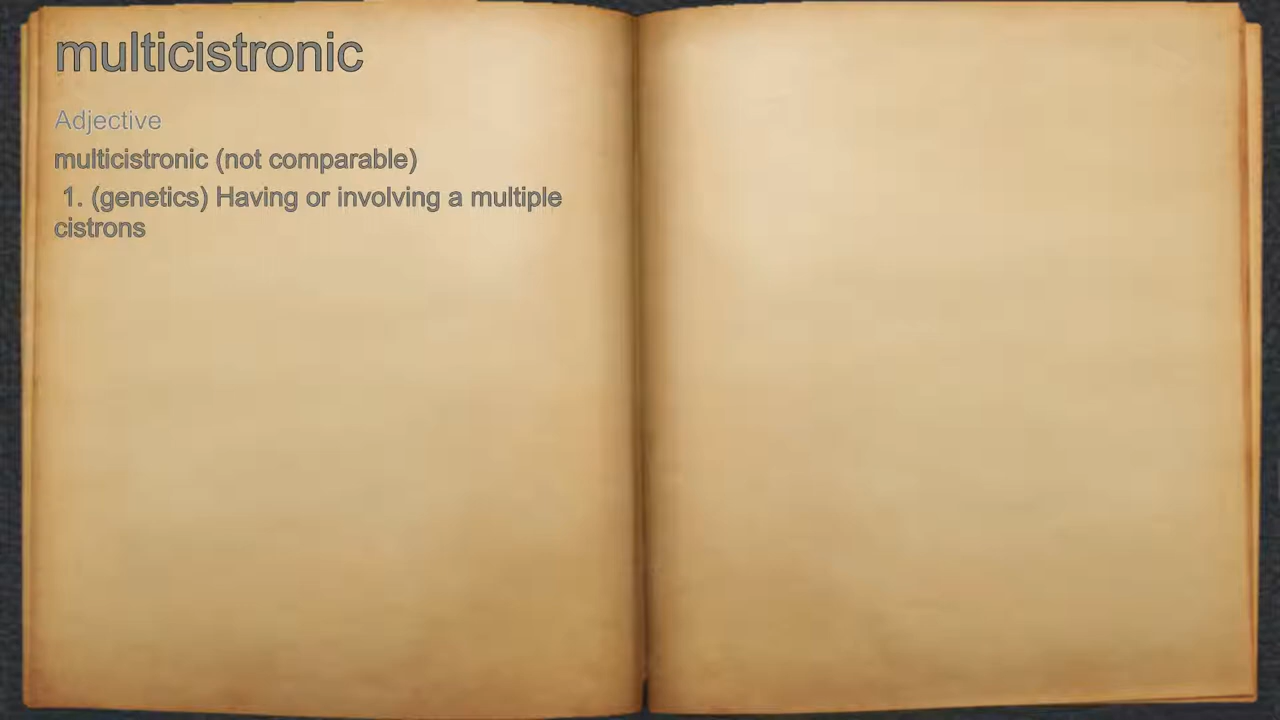 multicistronic
Adjective
multicistronic (not comparable)
1. (genetics) Having or involving a multiple
cistrons